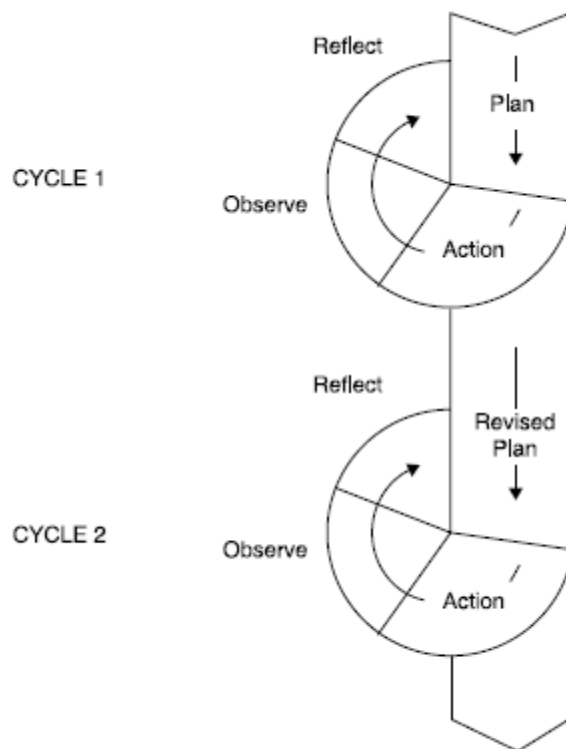 Reflect
Plan
CYCLE 1
Observe
Action
Reflect
Revised
Plan
CYCLE 2
Observe
Action